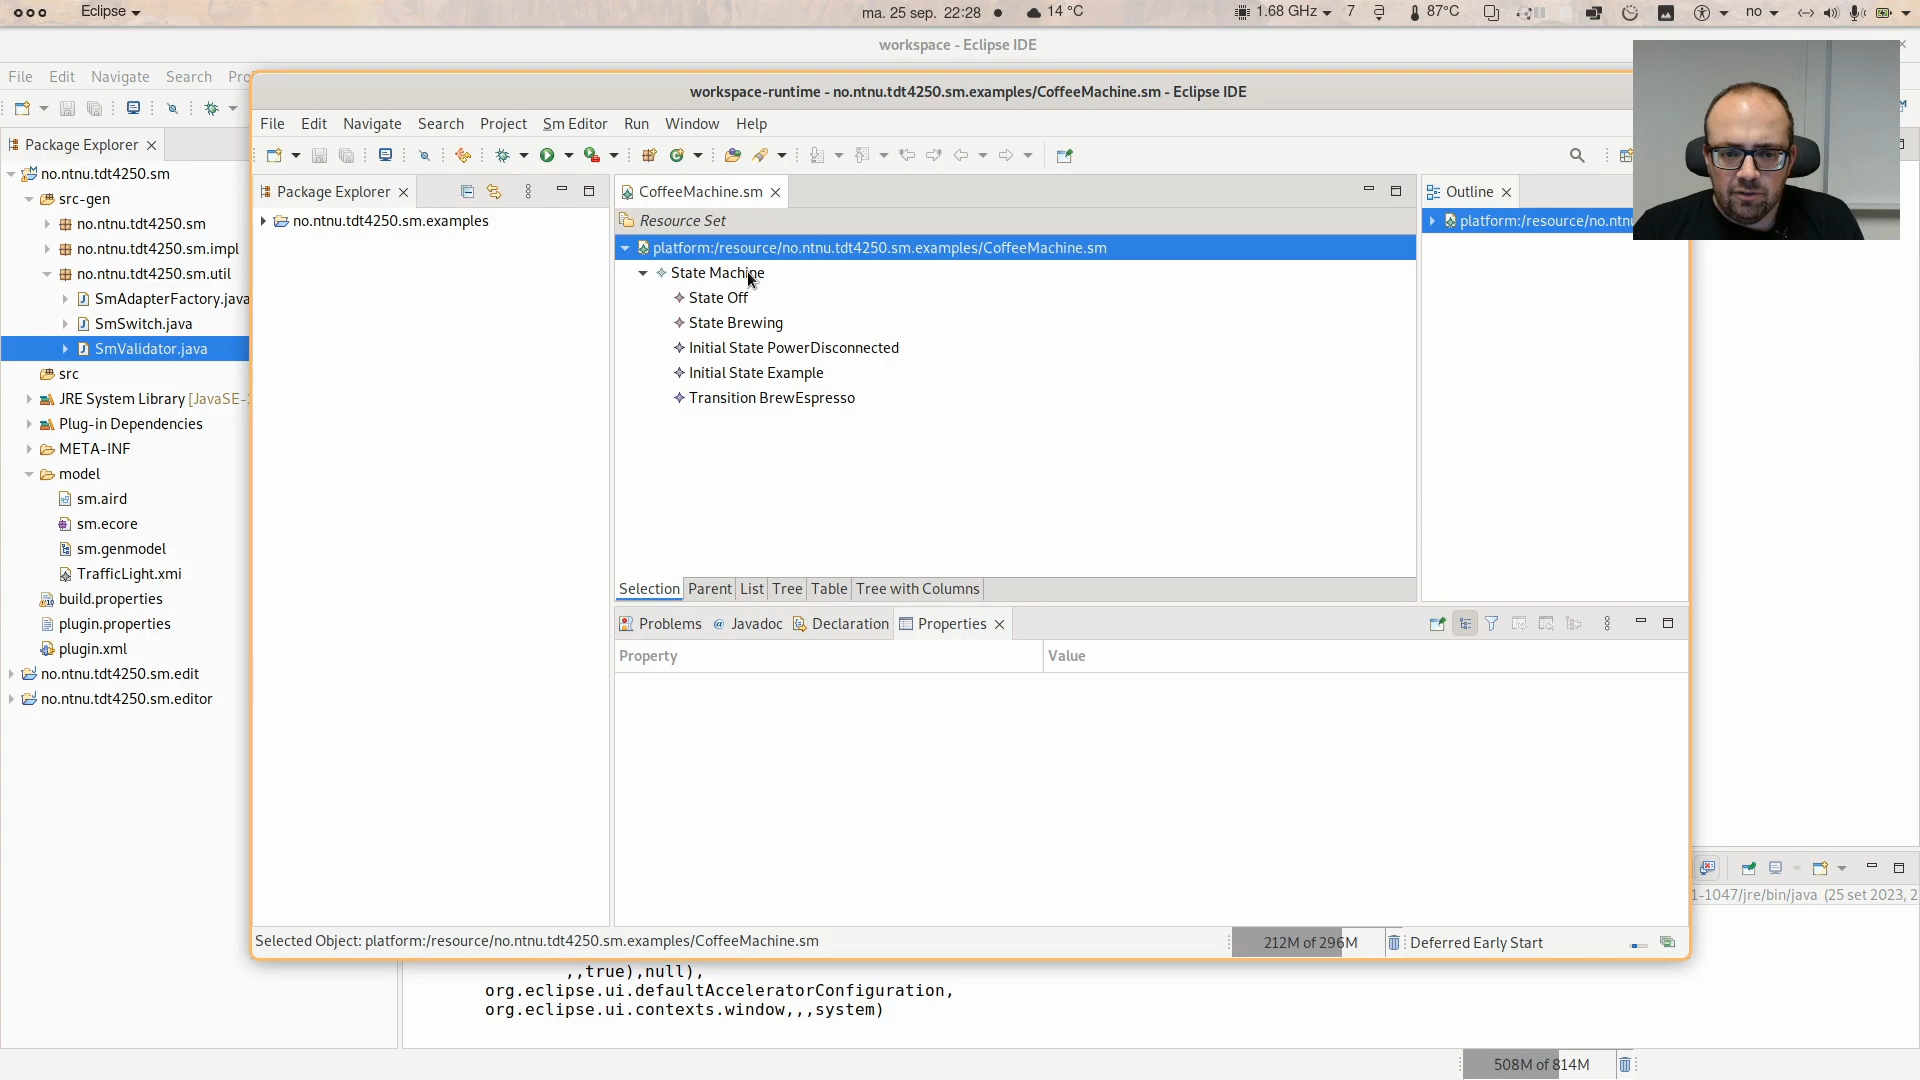 Eclipse
ma. 25 sep. 22:28
14 °C
1.68 GHz
7
87°C
no
workspace - Eclipse IDE
File Edit Navigate Search Pro
Package Explorer
no.ntnu.tdt4250.sm
src-gen
no.ntnu.tdt4250.sm
no.ntnu.tdt4250.sm.impl
no.ntnu.tdt4250.sm.util
SmAdapterFactory.java
SmSwitch.java
SmValidator.java
src
JRE System Library [JavaSE-
Plug-in Dependencies
META-INF
model
sm.aird
sm.ecore
sm.genmodel
TrafficLight.xmi
build.properties
plugin.properties
plugin.xml
no.ntnu.tdt4250.sm.edit
no.ntnu.tdt4250.sm.editor
workspace-runtime - no.ntnu.tdt4250.sm.examples/CoffeeMachine.sm - Eclipse IDE
File Edit Navigate Search Project Sm Editor Run Window Help
Package Explorer
no.ntnu.tdt4250.sm.examples
CoffeeMachine.sm
Resource Set
platform:/resource/no.ntnu.tdt4250.sm.examples/CoffeeMachine.sm
State Machine
State Off
State Brewing
Initial State PowerDisconnected
Initial State Example
Transition BrewEspresso
Selection Parent List Tree Table Tree with Columns
Outline
platform:/resource/no.ntnu
Problems Javadoc Declaration Properties
Property Value
Selected Object: platform:/resource/no.ntnu.tdt4250.sm.examples/CoffeeMachine.sm
212M of 296M
Deferred Early Start
1-1047/jre/bin/java (25 set 2023, 2
,,true),null),
org.eclipse.ui.defaultAcceleratorConfiguration,
org.eclipse.ui.contexts.window,,,system)
508M of 814M